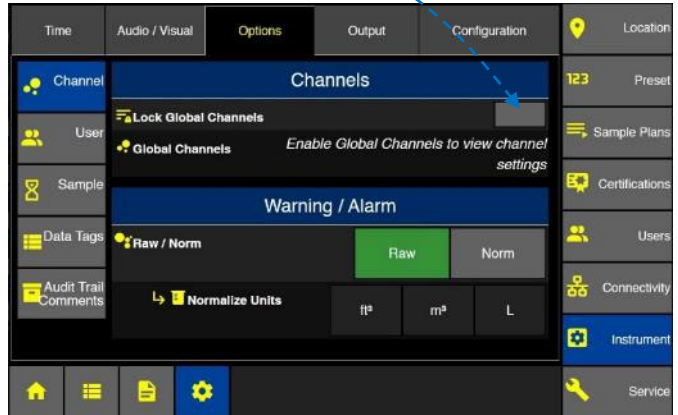 Time
Audio / Visual
Options
Output
Configuration
Location
Channel
Channels
123
Preset
Lock Global Channels
User
Global Channels
Enable Global Channels to view channel
settings
Sample Plans
Sample
Warning / Alarm
Certifications
Data Tags
Raw / Norm
Raw
Norm
Users
Audit Trail
Comments
Normalize Units
ft³
m³
L
Connectivity
Instrument
Service